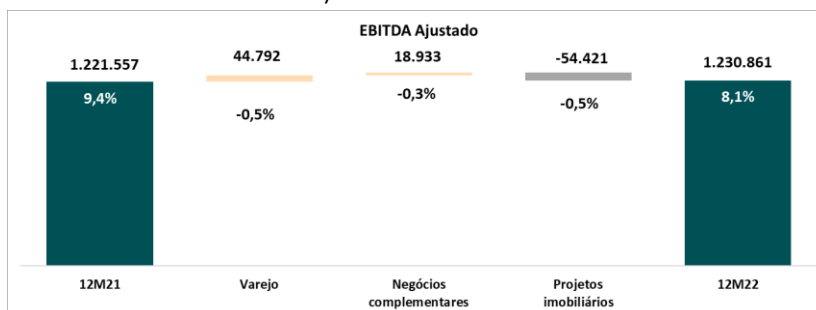 EBITDA Ajustado
1.221.557
44.792
18.933
-54.421
1.230.861
9,4%
-0,5%
-0,3%
-0,5%
8,1%
12M21
Varejo
Negócios
complementares
Projetos
imobiliários
12M22